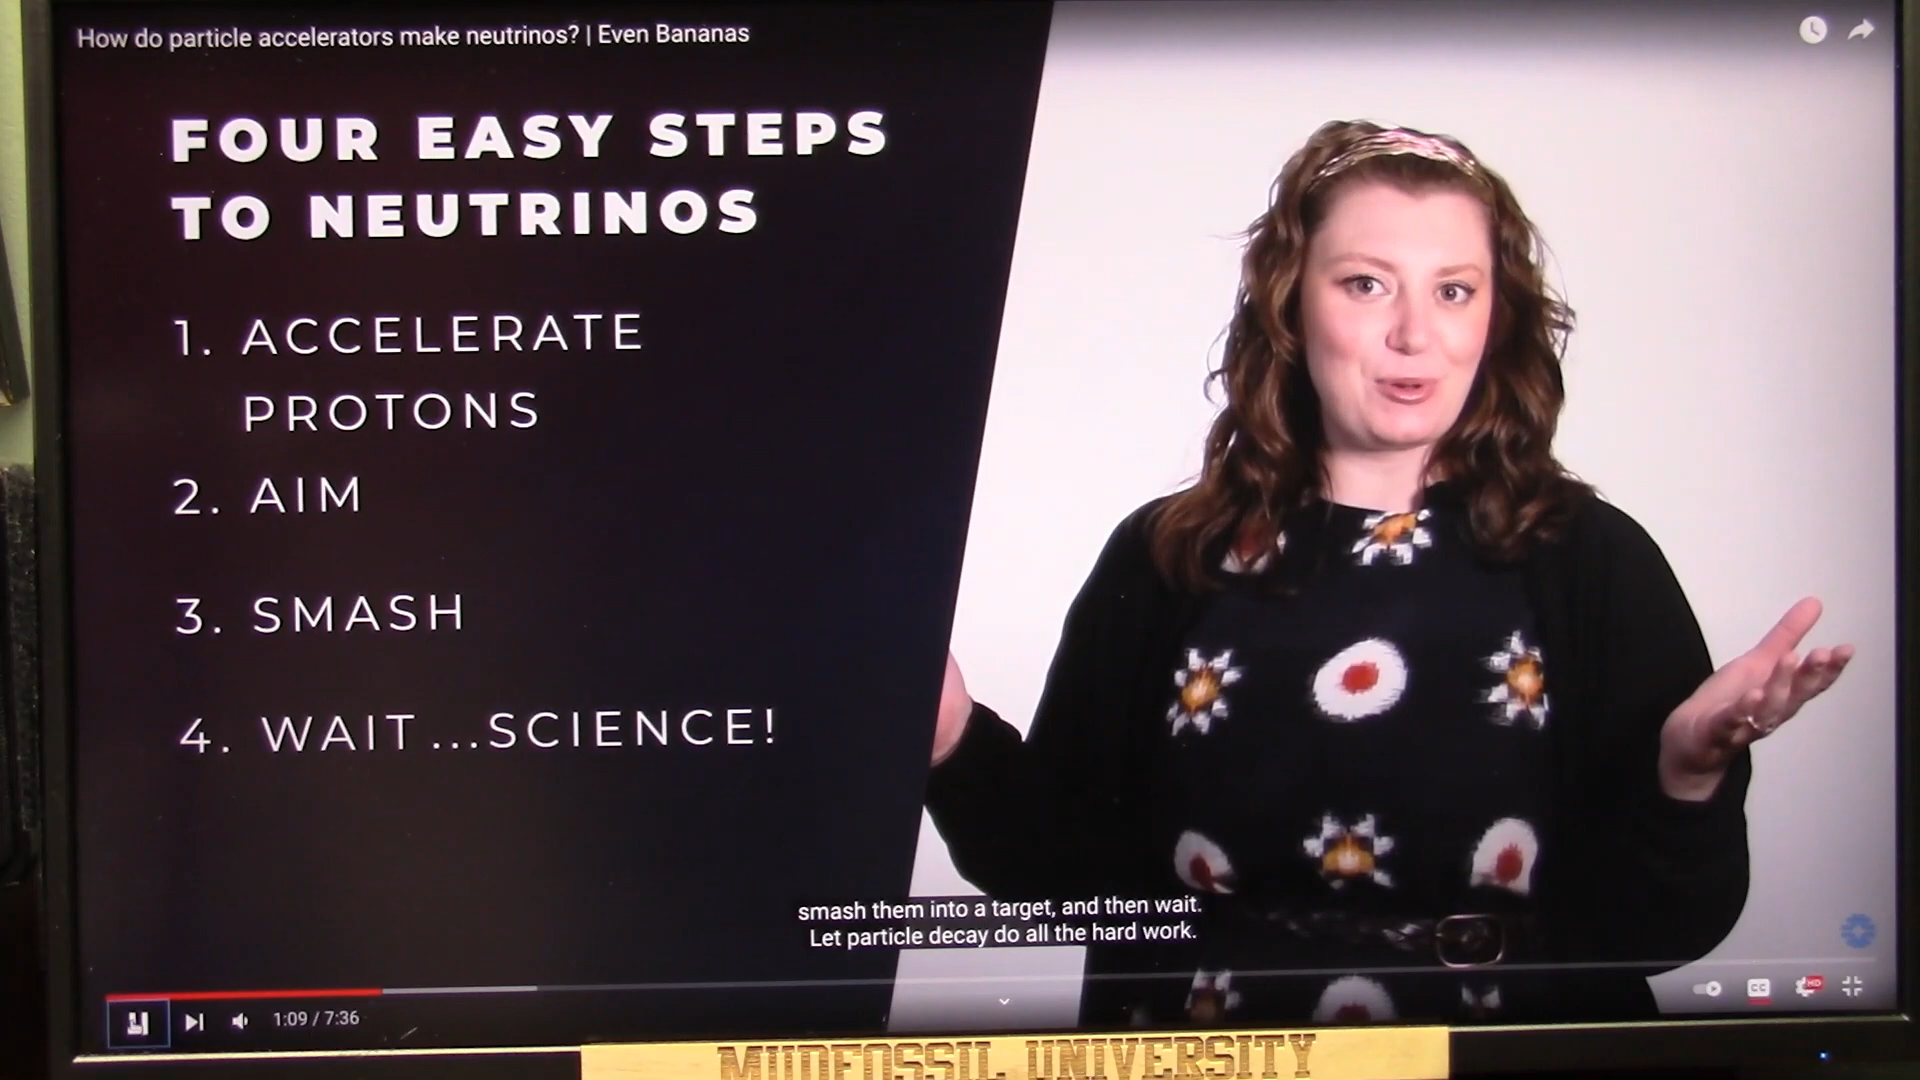 How do particle accelerators make neutrinos? | Even Bananas
FOUR EASY STEPS
TO NEUTRINOS
1. ACCELERATE
PROTONS
2. AIM
3. SMASH
4. WAIT...SCIENCE!
smash them into a target, and then wait.
Let particle decay do all the hard work.
1:09 / 7:36
CC
HD
MUDFOSSIL UNIVERSITY